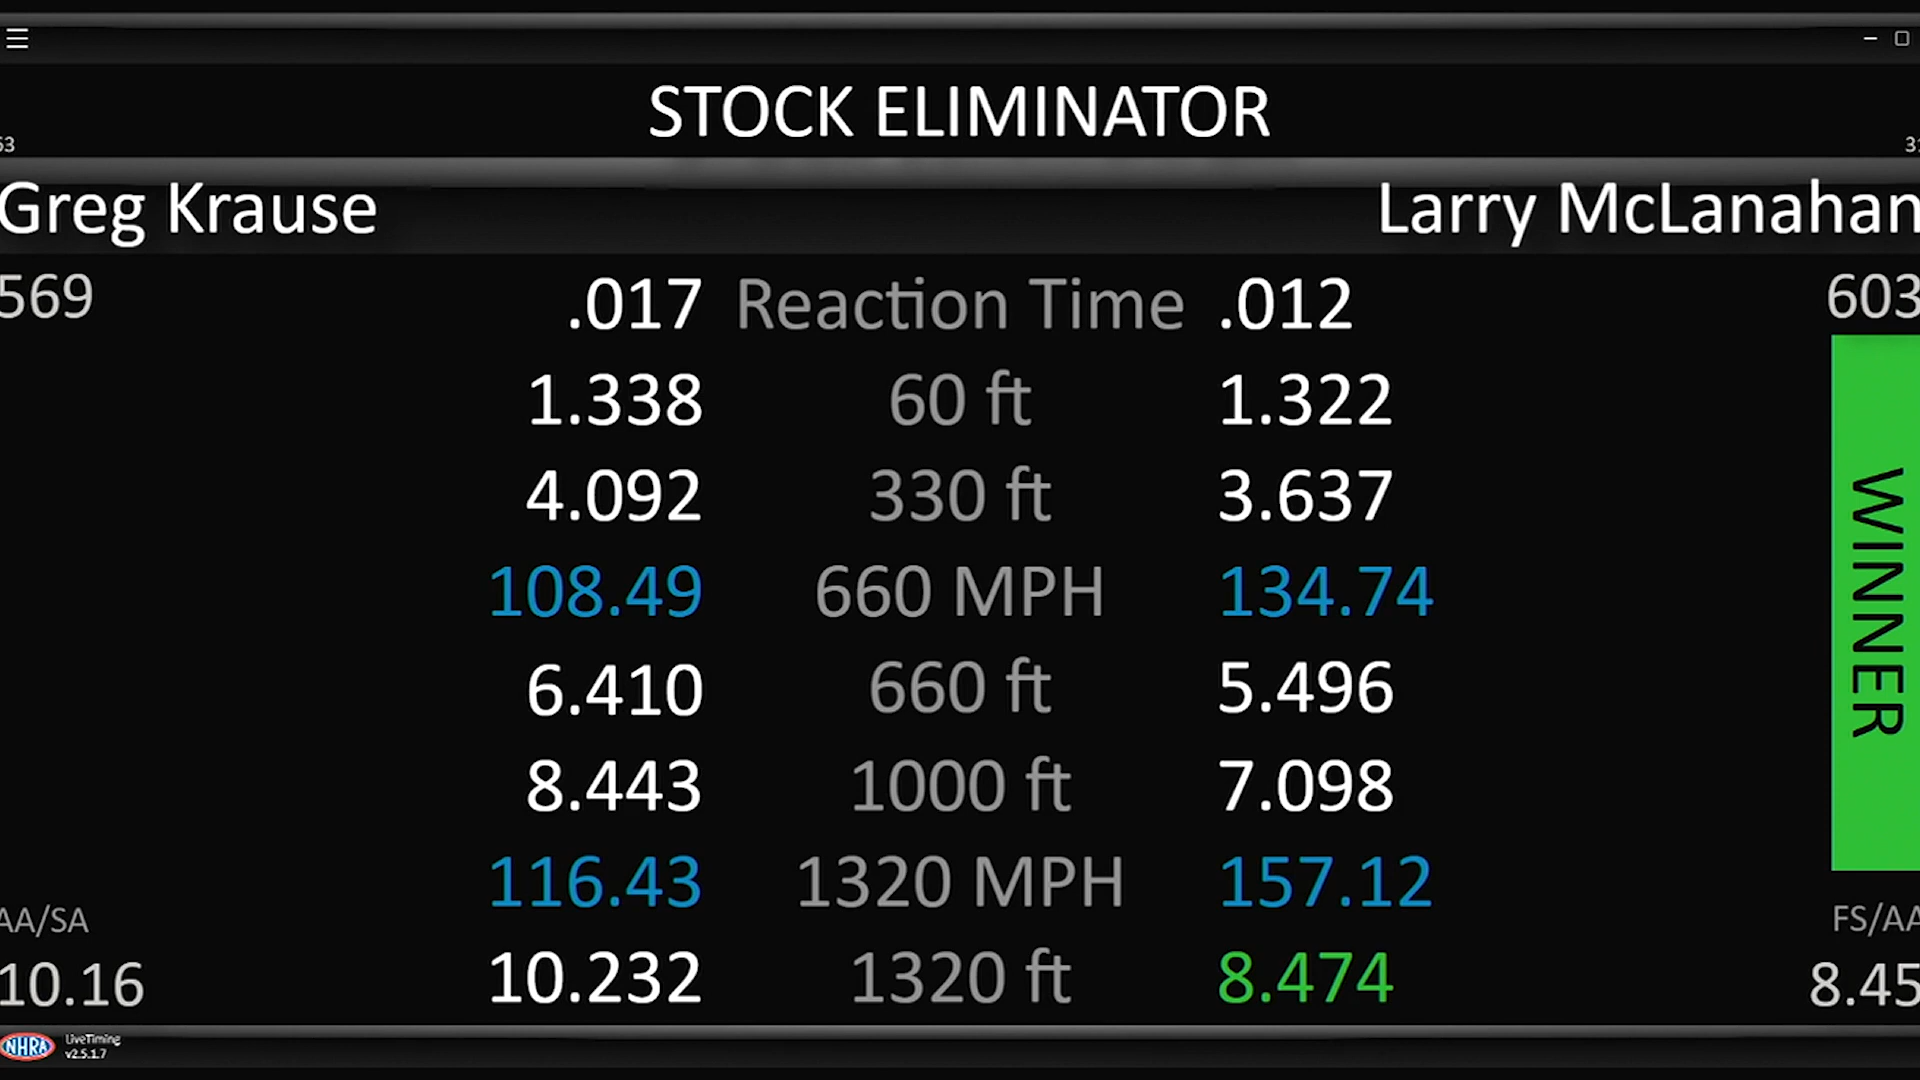 STOCK ELIMINATOR
Greg Krause Larry McLanahan
569 603
.017 Reaction Time .012
1.338 60 ft 1.322
4.092 330 ft 3.637
108.49 660 MPH 134.74
6.410 660 ft 5.496
8.443 1000 ft 7.098
116.43 1320 MPH 157.12
10.232 1320 ft 8.474
WINNER
AA/SA FS/AA
10.16 8.45
NHRA LiveTiming
v2.5.1.7